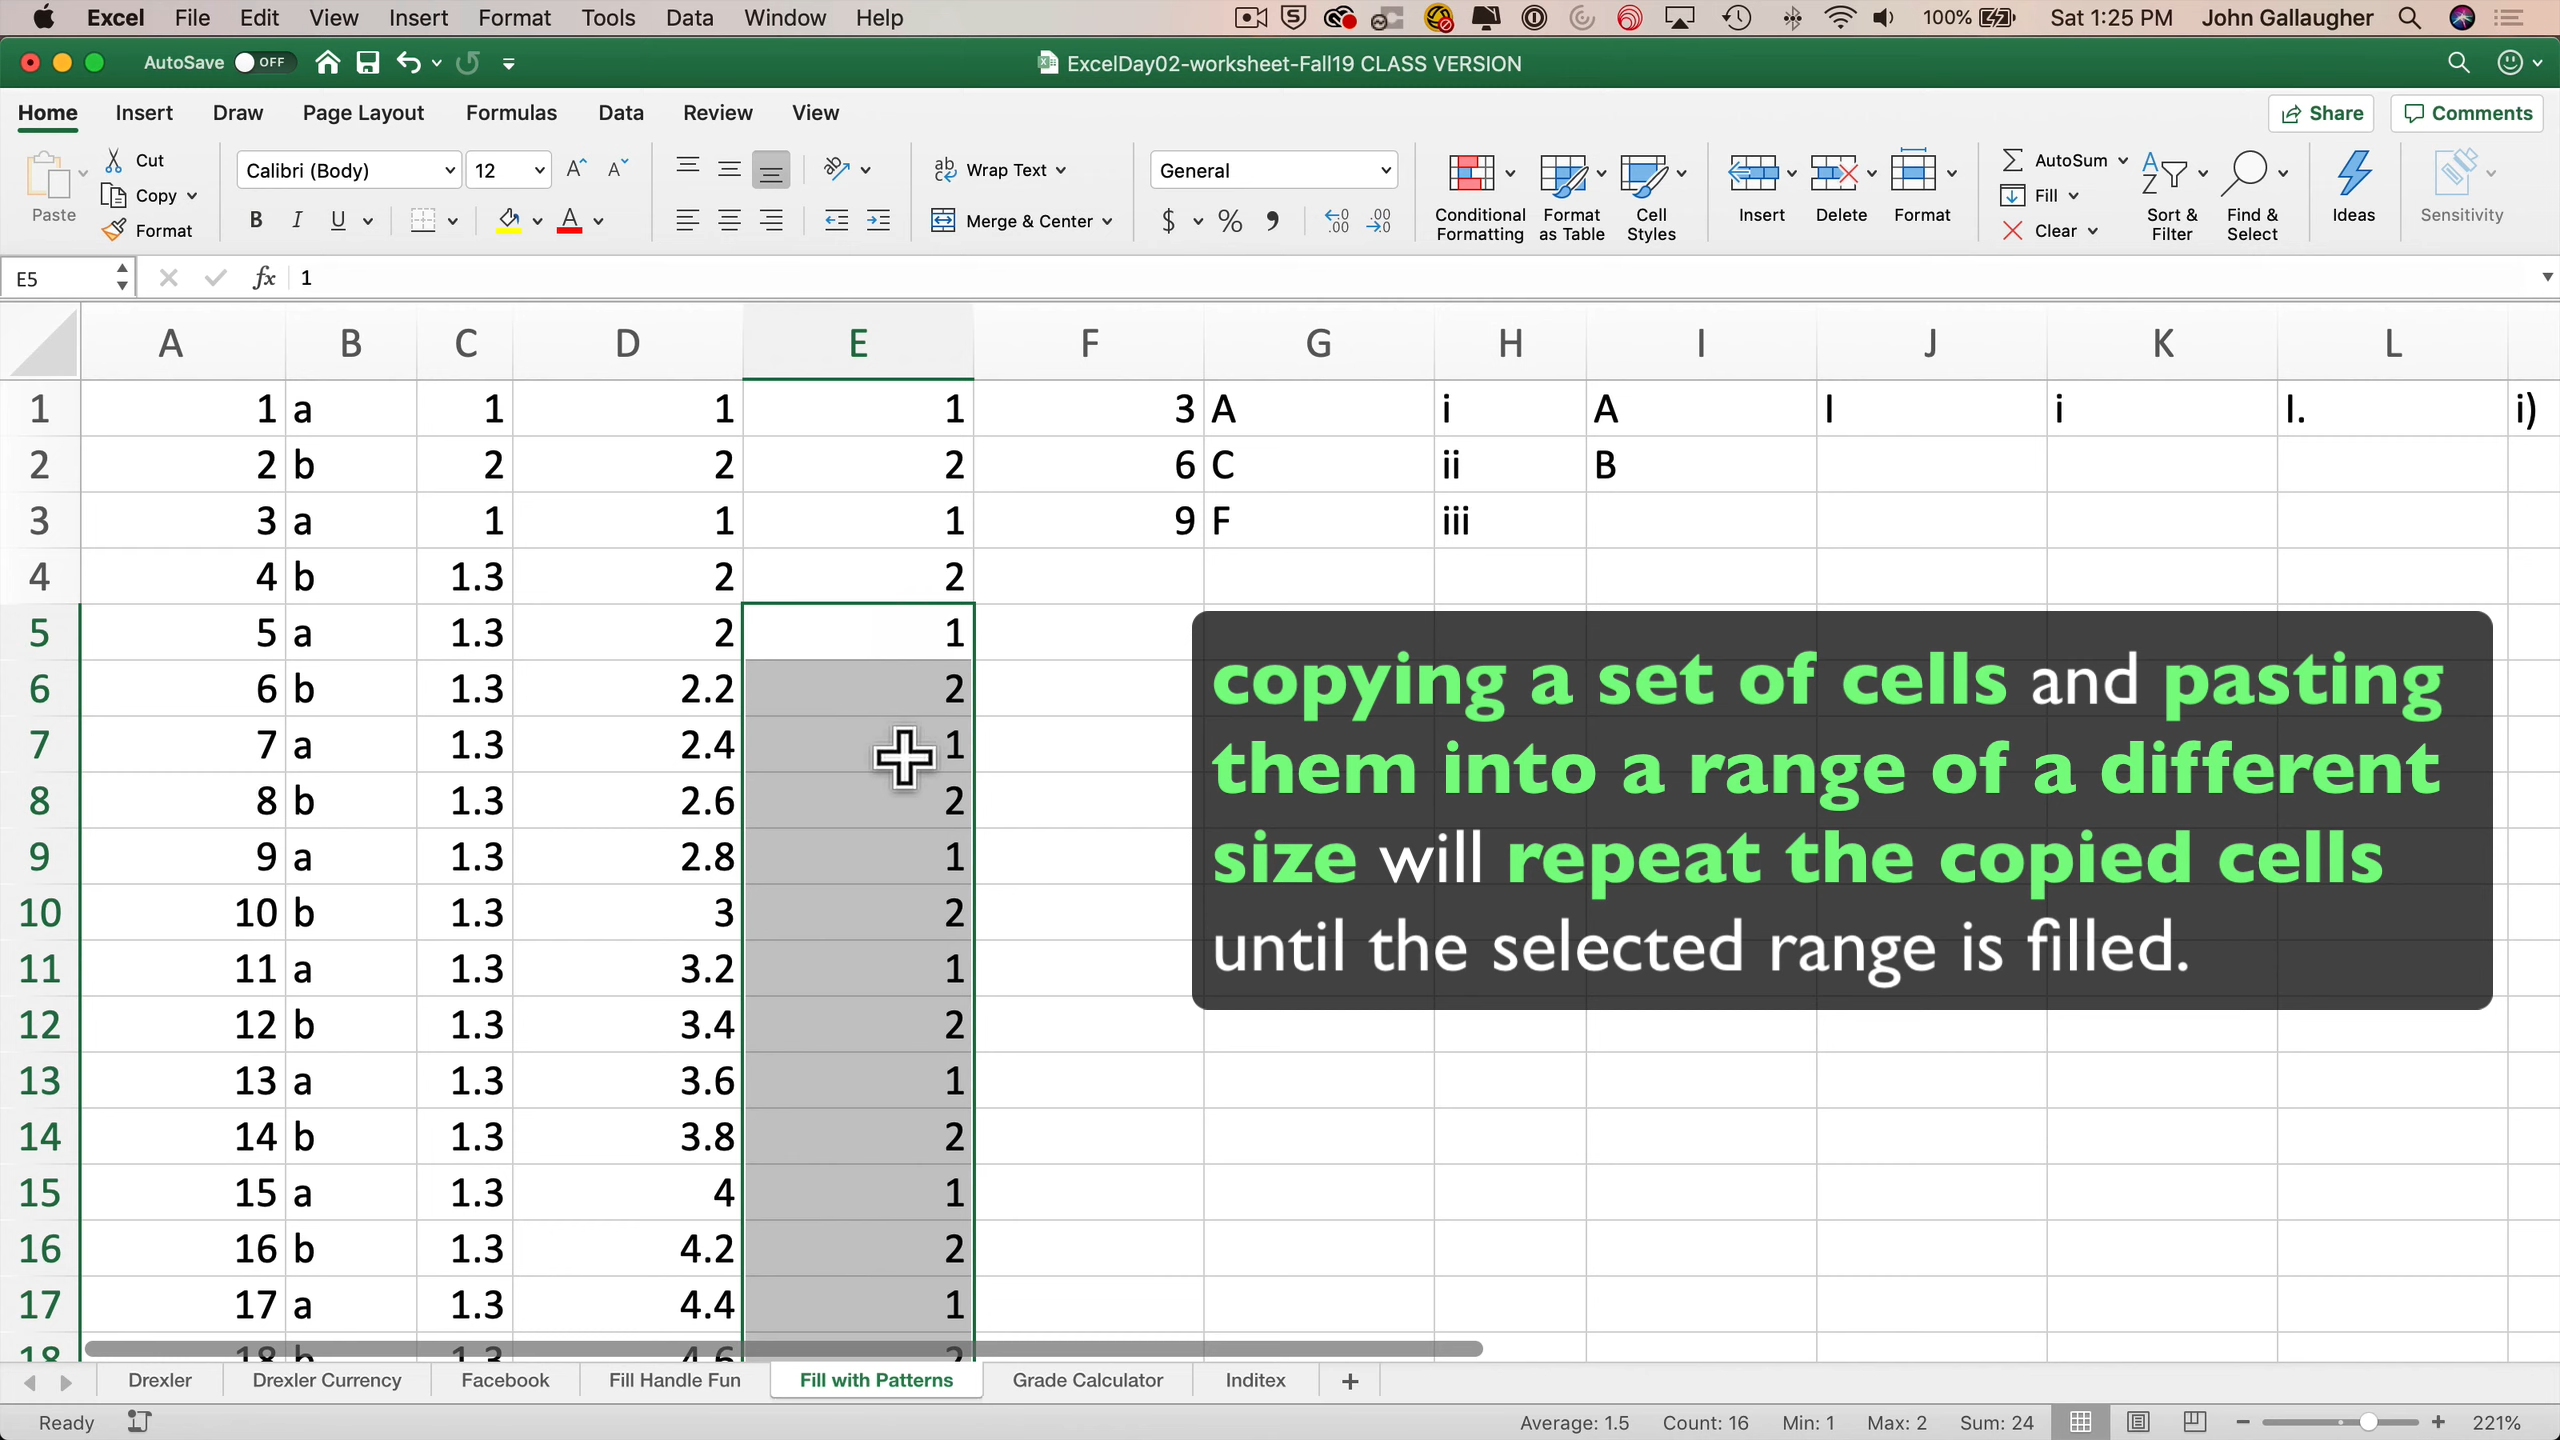 Excel File Edit View Insert Format Tools Data Window Help 100% Sat 1:25 PM John Gallaugher
AutoSave OFF ExcelDay02-worksheet-Fall19 CLASS VERSION
Home Insert Draw Page Layout Formulas Data Review View Share Comments
Paste Cut Copy Format
Calibri (Body) 12
B I U A
ab Wrap Text
Merge & Center
General
$ %
Conditional Formatting Format as Table Cell Styles Insert Delete Format
AutoSum Fill Clear
Sort & Filter Find & Select Ideas Sensitivity
E5 fx 1
A B C D E F G H I J K L
1 1 a 1 1 1 3 A i A I i I. i)
2 2 b 2 2 2 6 C ii B
3 3 a 1 1 1 9 F iii
4 4 b 1.3 2 2
5 5 a 1.3 2 1
6 6 b 1.3 2.2 2
7 7 a 1.3 2.4 1
8 8 b 1.3 2.6 2
9 9 a 1.3 2.8 1
10 10 b 1.3 3 2
11 11 a 1.3 3.2 1
12 12 b 1.3 3.4 2
13 13 a 1.3 3.6 1
14 14 b 1.3 3.8 2
15 15 a 1.3 4 1
16 16 b 1.3 4.2 2
17 17 a 1.3 4.4 1
18 18 b 1.3 4.6 2
copying a set of cells and pasting
them into a range of a different
size will repeat the copied cells
until the selected range is filled.
Drexler Drexler Currency Facebook Fill Handle Fun Fill with Patterns Grade Calculator Inditex +
Ready Average: 1.5 Count: 16 Min: 1 Max: 2 Sum: 24 221%